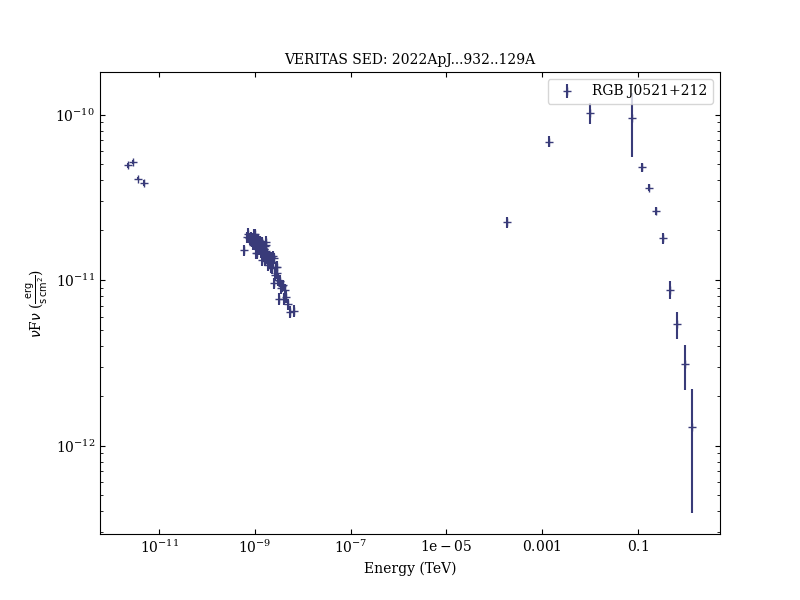 VERITAS SED: 2022ApJ...932..129A
RGB J0521+212
10⁻¹⁰
10⁻¹¹
10⁻¹²
νFν (erg / s cm²)
10⁻¹¹
10⁻⁹
10⁻⁷
1e−05
0.001
0.1
Energy (TeV)